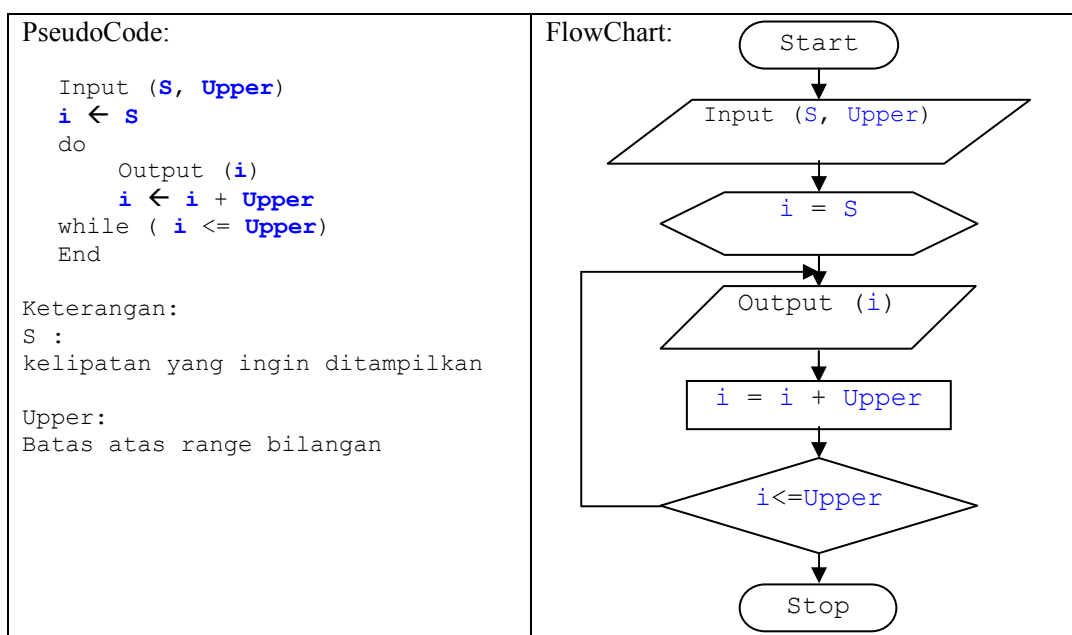 PseudoCode:
Input (S, Upper)
i ← S
do
Output (i)
i ← i + Upper
while ( i <= Upper)
End
Keterangan:
S :
kelipatan yang ingin ditampilkan
Upper:
Batas atas range bilangan
FlowChart:
Start
Input (S, Upper)
i = S
Output (i)
i = i + Upper
i<=Upper
Stop